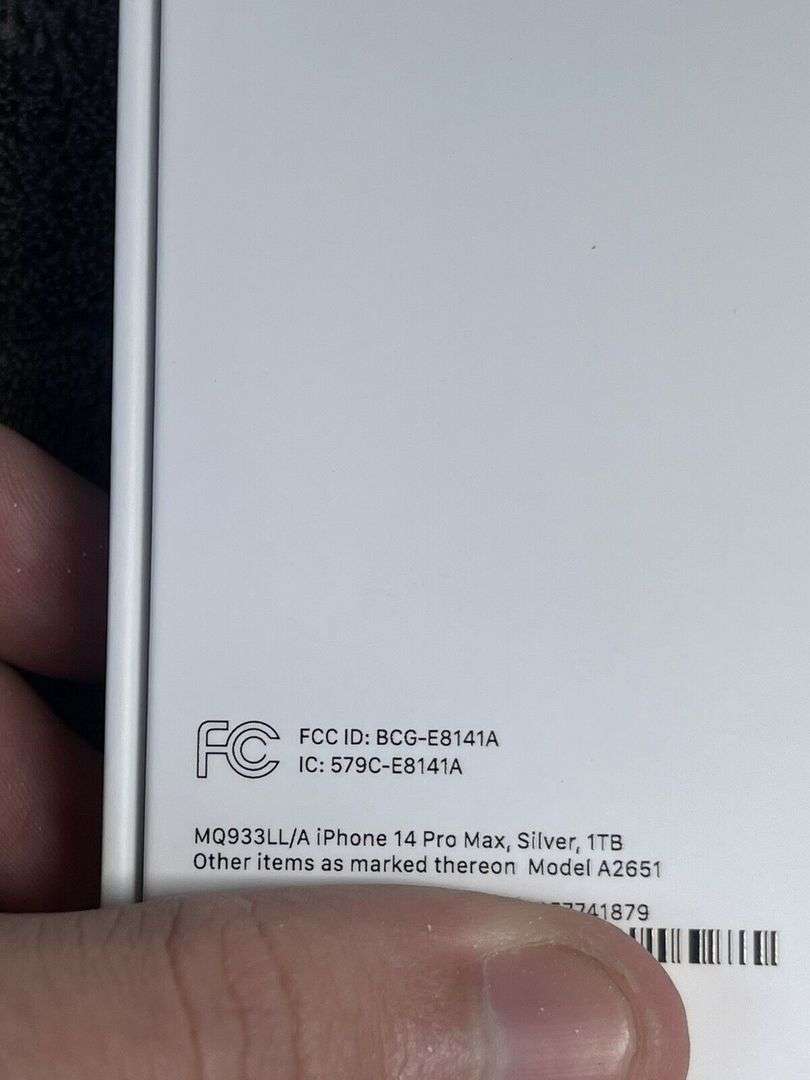 FCC ID: BCG-E8141A
IC: 579C-E8141A
MQ933LL/A iPhone 14 Pro Max, Silver, 1TB
Other items as marked thereon Model A2651
7741879